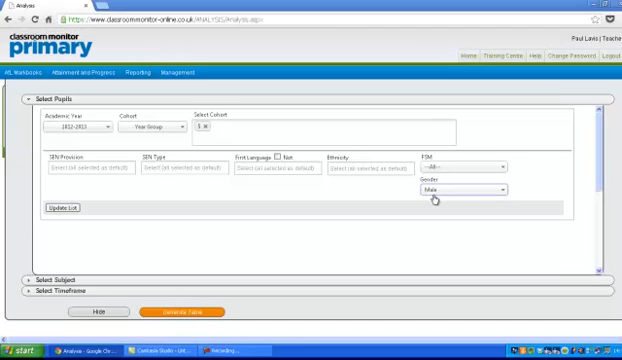 Analysis
https://www.classroommonitor-online.co.uk/ANALYSIS/Analysis.aspx
classroom monitor
primary
Paul Lavis | Teache
Home Training Centre Help Change Password Logout
AfL Workbooks Attainment and Progress Reporting Management
Select Pupils
Academic Year Cohort Select Cohort
2012-2013 Year Group 5 ×
SEN Provision SEN Type First Language Not Ethnicity FSM
Select (all selected as default) Select (all selected as default) Select (all selected as default) Select (all selected as default) ---All---
Gender
Male
Update List
Select Subject
Select Timeframe
Hide Generate Table
start Analysis - Google Chr... Camtasia Studio - Unt... Recording...